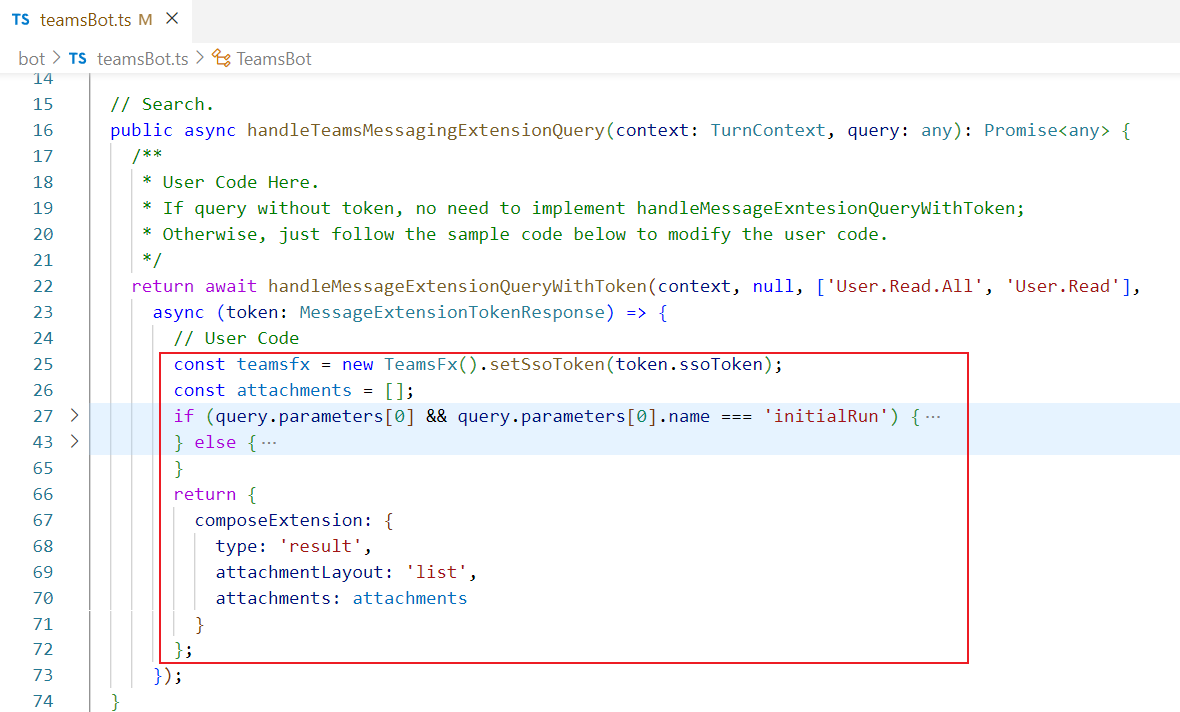 TS teamsBot.ts M ×
bot > TS teamsBot.ts > TeamsBot
14
15 // Search.
16 public async handleTeamsMessagingExtensionQuery(context: TurnContext, query: any): Promise<any> {
17 /**
18 * User Code Here.
19 * If query without token, no need to implement handleMessageExntesionQueryWithToken;
20 * Otherwise, just follow the sample code below to modify the user code.
21 */
22 return await handleMessageExtensionQueryWithToken(context, null, ['User.Read.All', 'User.Read'],
23 async (token: MessageExtensionTokenResponse) => {
24 // User Code
25 const teamsfx = new TeamsFx().setSsoToken(token.ssoToken);
26 const attachments = [];
27 > if (query.parameters[0] && query.parameters[0].name === 'initialRun') { ···
43 > } else { ···
65 }
66 return {
67 composeExtension: {
68 type: 'result',
69 attachmentLayout: 'list',
70 attachments: attachments
71 }
72 };
73 });
74 }